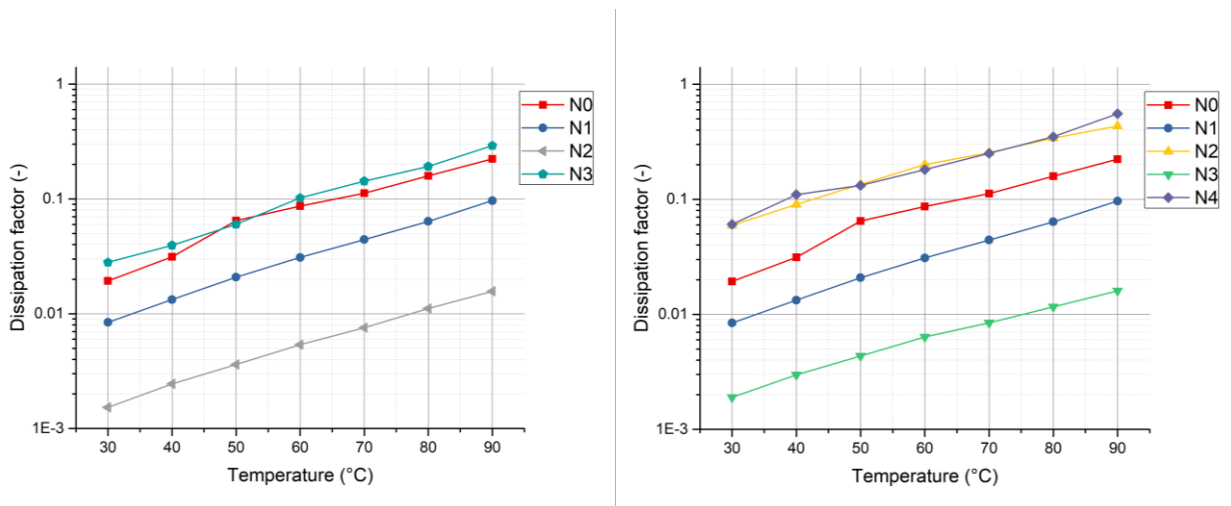 1
0.1
0.01
1E-3
Dissipation factor (-)
30 40 50 60 70 80 90
Temperature (°C)
N0
N1
N2
N3
1
0.1
0.01
1E-3
Dissipation factor (-)
30 40 50 60 70 80 90
Temperature (°C)
N0
N1
N2
N3
N4